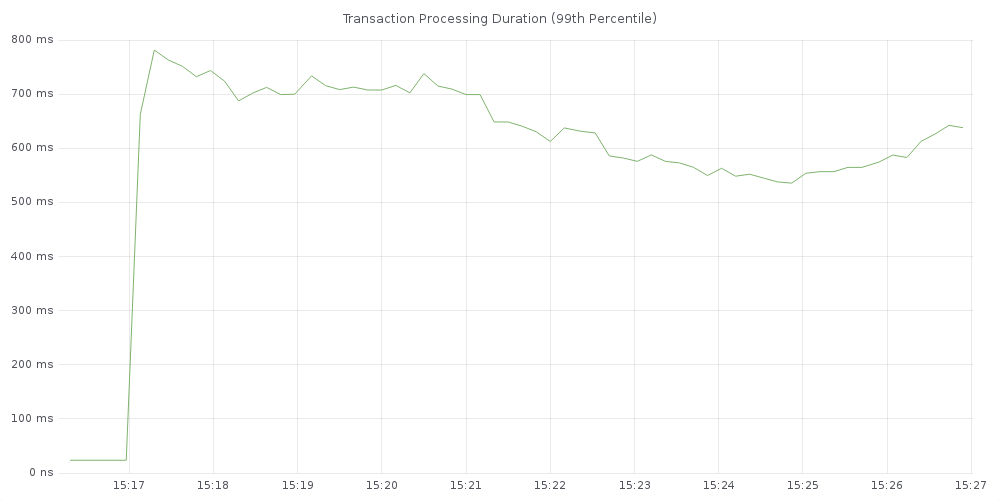 Transaction Processing Duration (99th Percentile)
800 ms
700 ms
600 ms
500 ms
400 ms
300 ms
200 ms
100 ms
0 ns
15:17 15:18 15:19 15:20 15:21 15:22 15:23 15:24 15:25 15:26 15:27